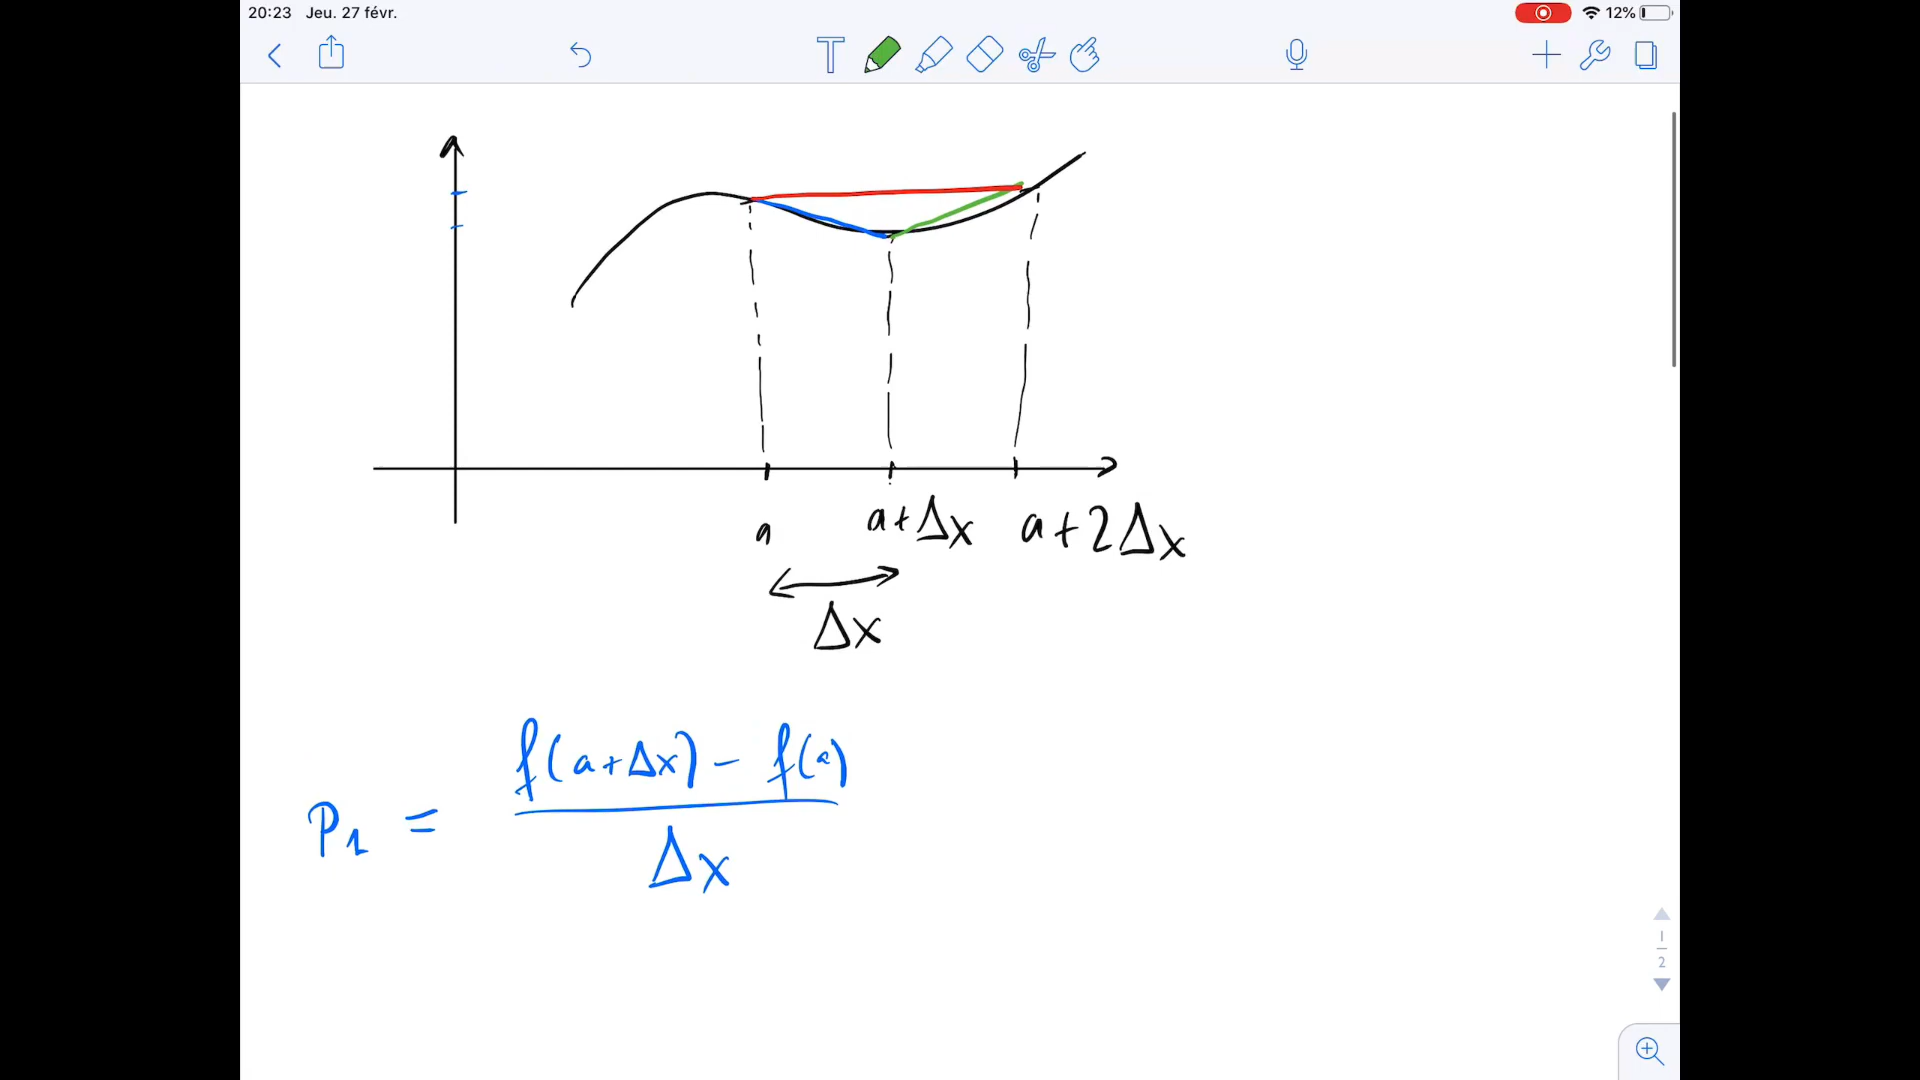 20:23 Jeu. 27 févr. 12%
T
a a+Δx a+2Δx
Δx
f(a+Δx) - f(a)
P1 =
Δx
1
2